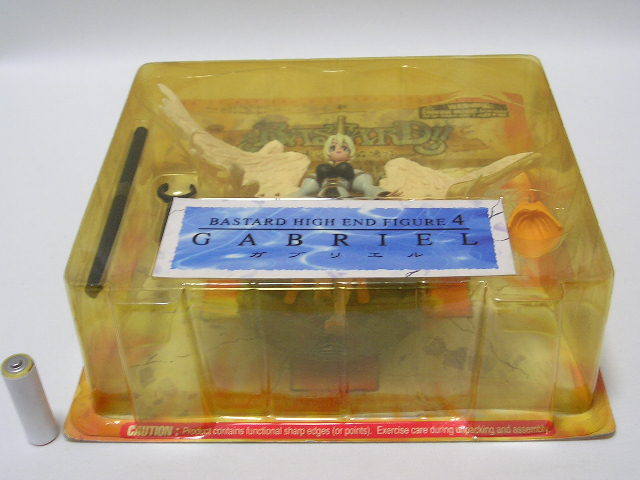 BASTARD!!
BASTARD HIGH END FIGURE 4
GABRIEL
ガブリエル
CAUTION : Product contains functional sharp edges (or points). Exercise care during unpacking and assembly.